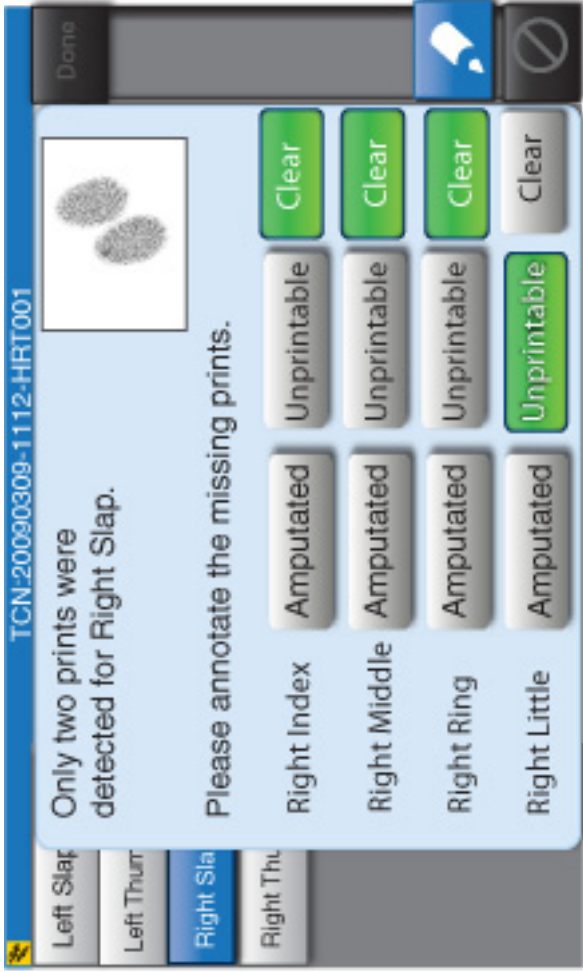 TCN:20090309-1112-HRT001
Left Slap
Left Thum
Right Sla
Right Thu
Done
Only two prints were
detected for Right Slap.
Please annotate the missing prints.
Right Index Amputated Unprintable Clear
Right Middle Amputated Unprintable Clear
Right Ring Amputated Unprintable Clear
Right Little Amputated Unprintable Clear